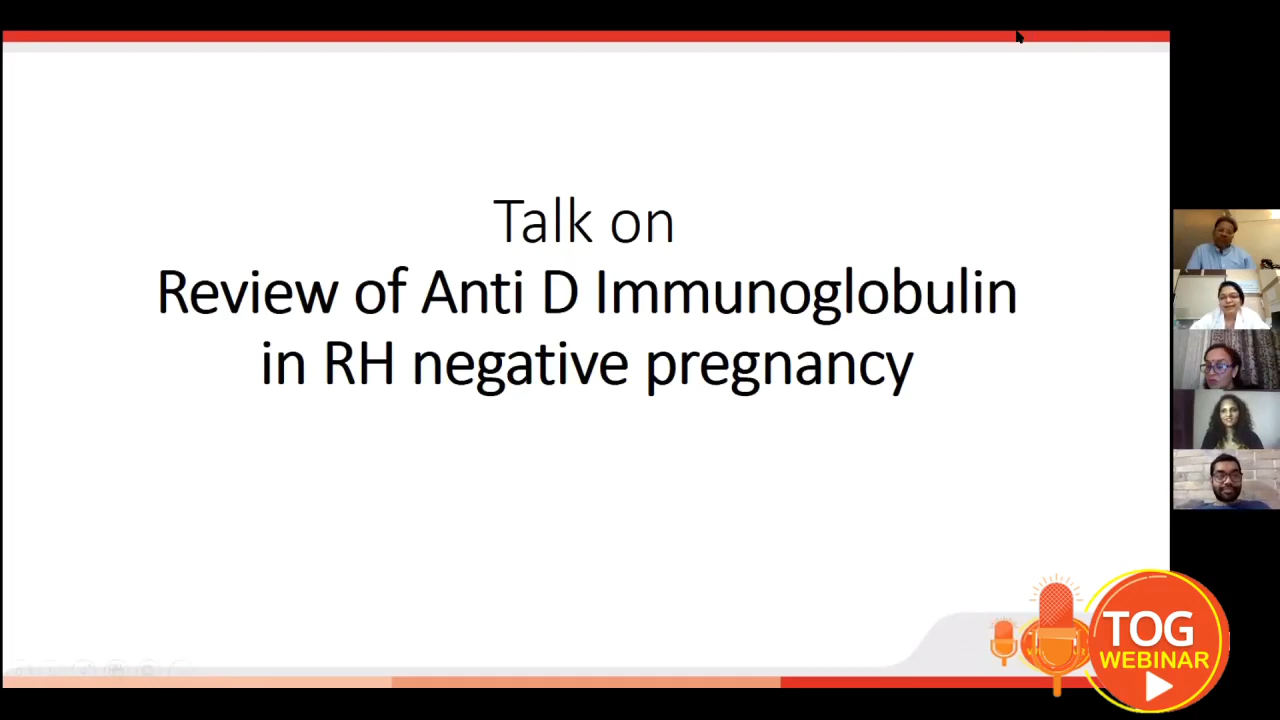 Talk on
Review of Anti D Immunoglobulin
in RH negative pregnancy
TOG
WEBINAR